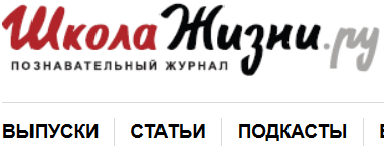 Школа Жизни.ру
ПОЗНАВАТЕЛЬНЫЙ ЖУРНАЛ
ВЫПУСКИ СТАТЬИ ПОДКАСТЫ